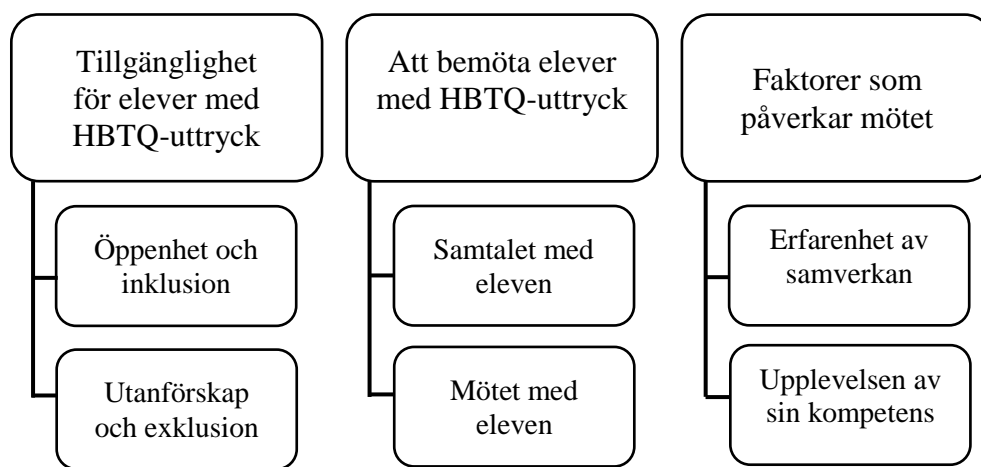 Tillgänglighet
för elever med
HBTQ-uttryck
Öppenhet och
inklusion
Utanförskap
och exklusion
Att bemöta elever
med HBTQ-uttryck
Samtalet med
eleven
Mötet med
eleven
Faktorer som
påverkar mötet
Erfarenhet av
samverkan
Upplevelsen av
sin kompetens